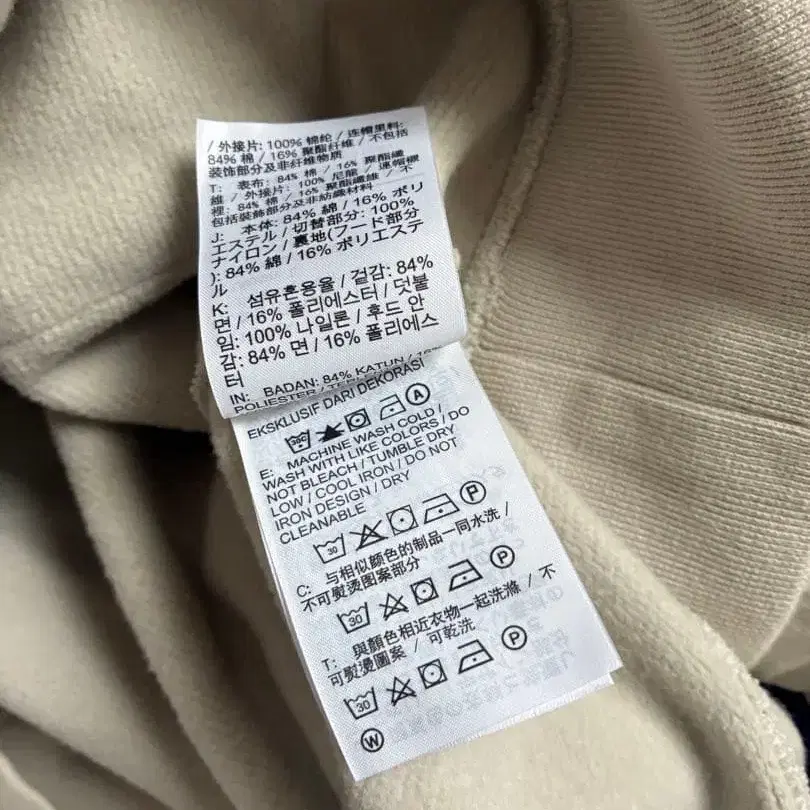 / 外接片: 100% 棉纶 / 连帽里料:
84% 棉 / 16% 聚酯纤维 / 不包括
装饰部分及非纤维物质
T: 表布: 84% 棉 / 16% 聚酯纖
維 / 外接片: 100% 尼龍 / 連帽襯
裡: 84% 棉 / 16% 聚酯纖維 / 不
包括裝飾部分及非紡織材料
J: 本体: 84% 綿 / 16% ポリ
エステル / 切替部分: 100%
ナイロン / 裏地(フード部分
): 84% 綿 / 16% ポリエステ
ル
K: 섬유혼용율 / 겉감: 84%
면 / 16% 폴리에스터 / 덧붙
임: 100% 나일론 / 후드 안
감: 84% 면 / 16% 폴리에스
터
IN: BADAN: 84% KATUN / 16%
POLIESTER /
EKSKLUSIF DARI DEKORASI
A
E: MACHINE WASH COLD /
WASH WITH LIKE COLORS / DO
NOT BLEACH / TUMBLE DRY
LOW / COOL IRON / DO NOT
IRON DESIGN / DRY
CLEANABLE
30 P
C: 与相似颜色的制品一同水洗 /
不可熨烫图案部分
30 P
T: 與顏色相近衣物一起洗滌 / 不
可熨燙圖案 / 可乾洗
30 P
W